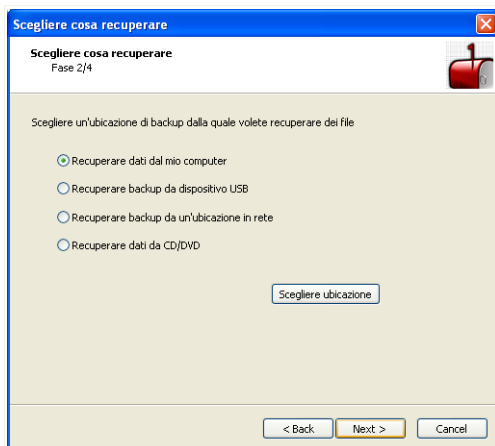 Scegliere cosa recuperare
Scegliere cosa recuperare
Fase 2/4
Scegliere un'ubicazione di backup dalla quale volete recuperare dei file
Recuperare dati dal mio computer
Recuperare backup da dispositivo USB
Recuperare backup da un'ubicazione in rete
Recuperare dati da CD/DVD
Scegliere ubicazione
< Back Next > Cancel